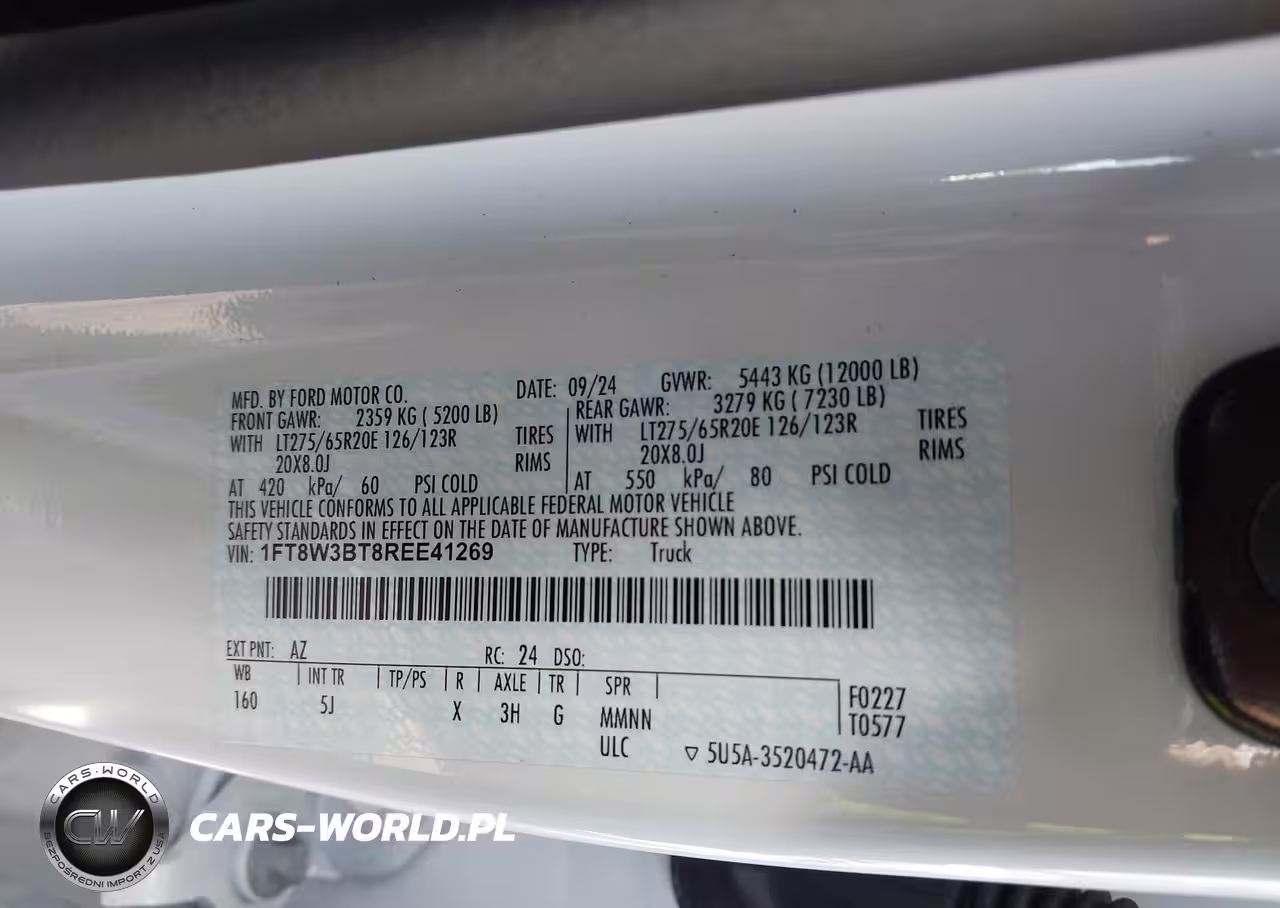 MFD. BY FORD MOTOR CO. DATE: 09/24 GVWR: 5443 KG (12000 LB)
FRONT GAWR: 2359 KG ( 5200 LB) REAR GAWR: 3279 KG ( 7230 LB)
WITH LT275/65R20E 126/123R TIRES WITH LT275/65R20E 126/123R TIRES
20X8.0J RIMS 20X8.0J RIMS
AT 420 kPa/ 60 PSI COLD AT 550 kPa/ 80 PSI COLD
THIS VEHICLE CONFORMS TO ALL APPLICABLE FEDERAL MOTOR VEHICLE
SAFETY STANDARDS IN EFFECT ON THE DATE OF MANUFACTURE SHOWN ABOVE.
VIN: 1FT8W3BT8REE41269 TYPE: Truck
EXT PNT: AZ RC: 24 DSO:
WB INT TR TP/PS R AXLE TR SPR F0227
160 5J X 3H G MMNN T0577
ULC ▽ 5U5A-3520472-AA
CARS-WORLD
CW
BEZPOŚREDNI IMPORT Z USA
CARS-WORLD.PL